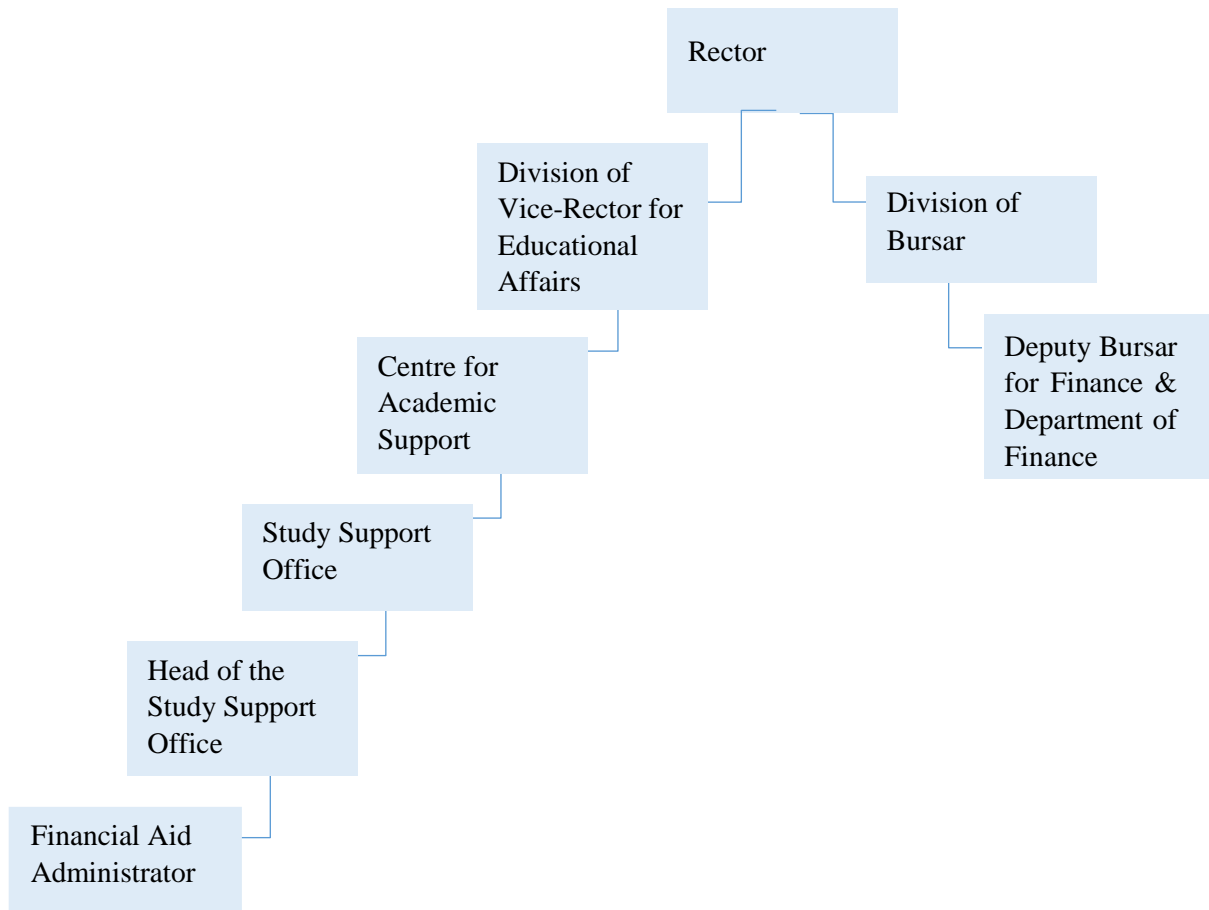 Rector
Division of
Vice-Rector for
Educational
Affairs
Division of
Bursar
Centre for
Academic
Support
Deputy Bursar
for Finance &
Department of
Finance
Study Support
Office
Head of the
Study Support
Office
Financial Aid
Administrator